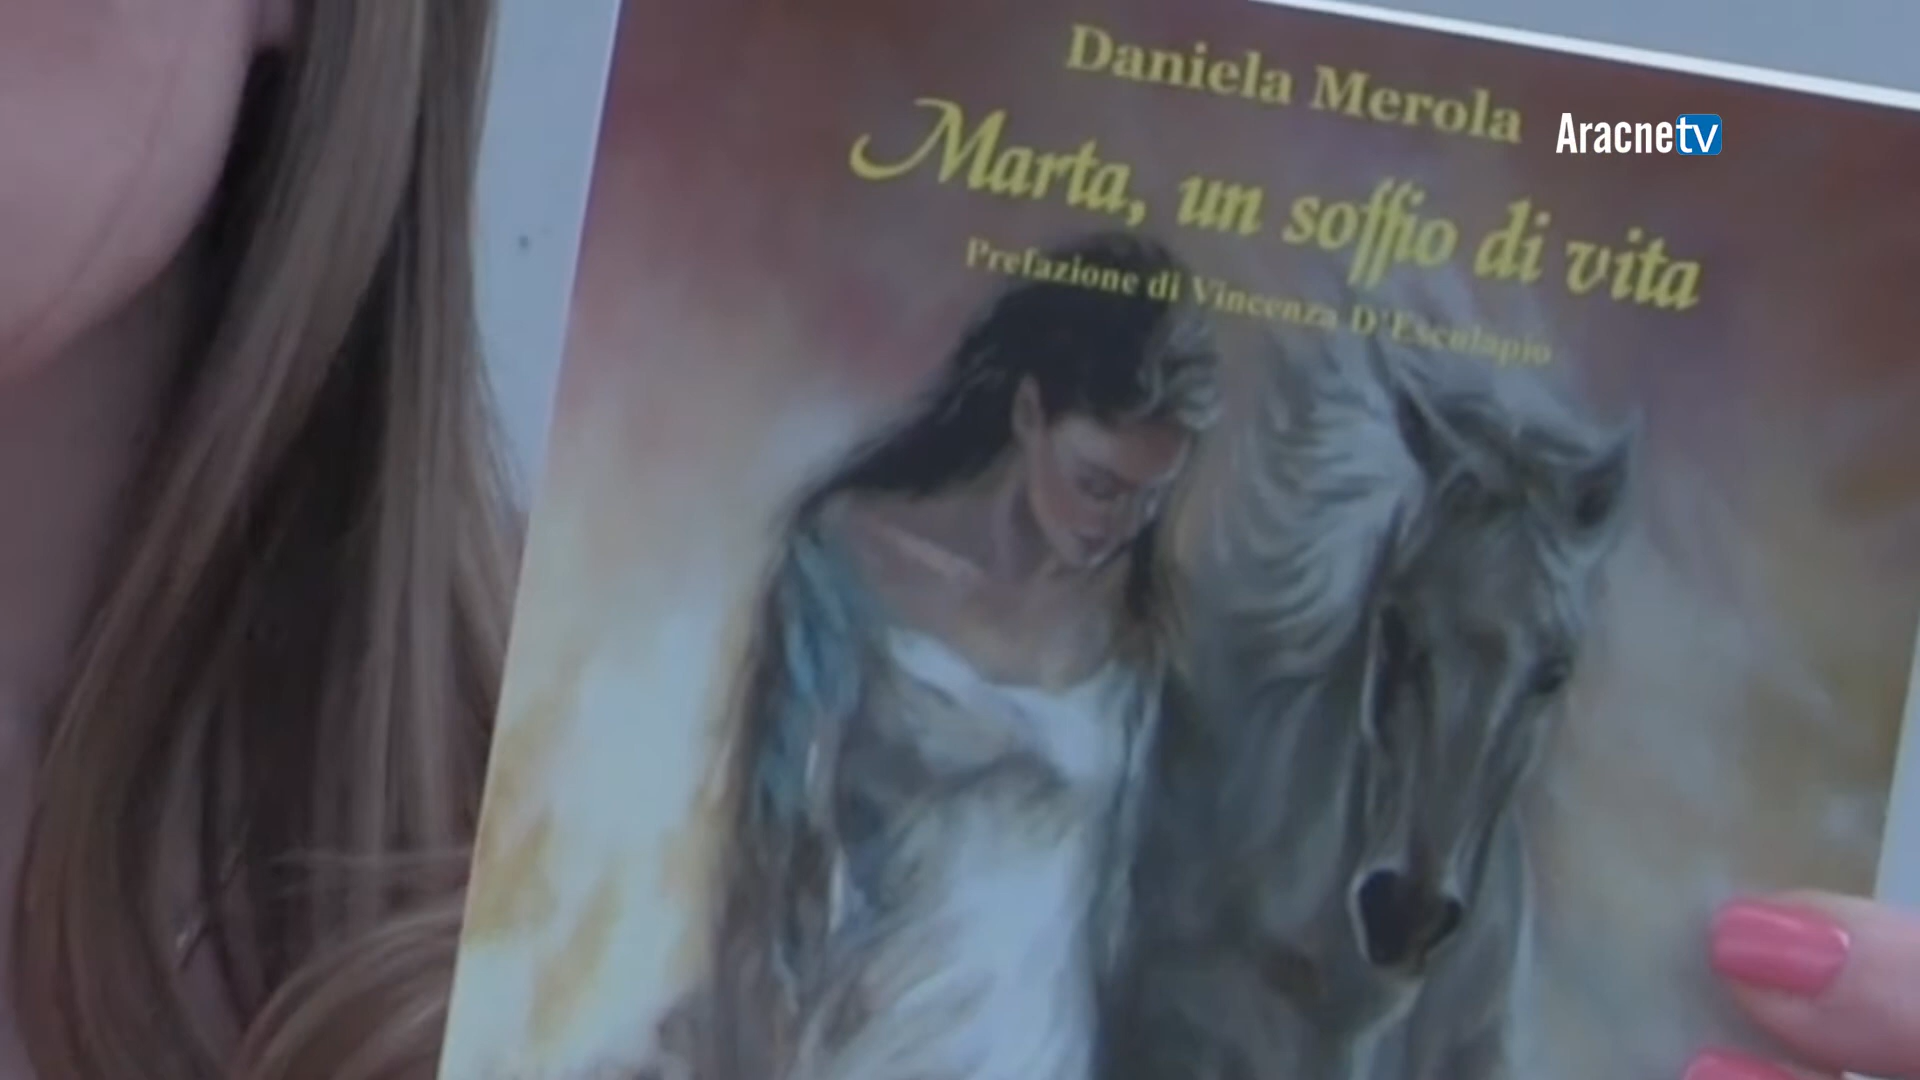 Daniela Merola
Aracnetv
Marta, un soffio di vita
Prefazione di Vincenza D'Esculapio